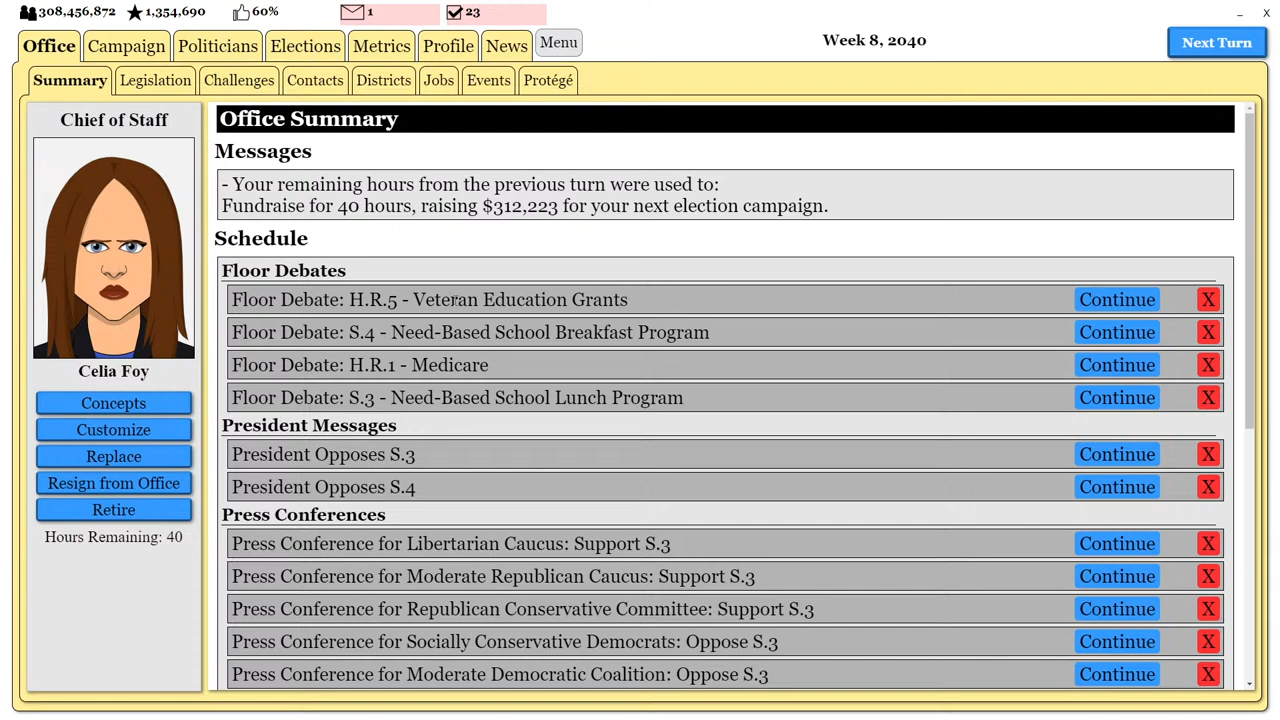 308,456,872 1,354,690 60% 1 23
_ X
Office Campaign Politicians Elections Metrics Profile News Menu
Week 8, 2040
Next Turn
Summary Legislation Challenges Contacts Districts Jobs Events Protégé
Chief of Staff
Celia Foy
Concepts
Customize
Replace
Resign from Office
Retire
Hours Remaining: 40
Office Summary
Messages
- Your remaining hours from the previous turn were used to:
Fundraise for 40 hours, raising $312,223 for your next election campaign.
Schedule
Floor Debates
Floor Debate: H.R.5 - Veteran Education Grants Continue X
Floor Debate: S.4 - Need-Based School Breakfast Program Continue X
Floor Debate: H.R.1 - Medicare Continue X
Floor Debate: S.3 - Need-Based School Lunch Program Continue X
President Messages
President Opposes S.3 Continue X
President Opposes S.4 Continue X
Press Conferences
Press Conference for Libertarian Caucus: Support S.3 Continue X
Press Conference for Moderate Republican Caucus: Support S.3 Continue X
Press Conference for Republican Conservative Committee: Support S.3 Continue X
Press Conference for Socially Conservative Democrats: Oppose S.3 Continue X
Press Conference for Moderate Democratic Coalition: Oppose S.3 Continue X